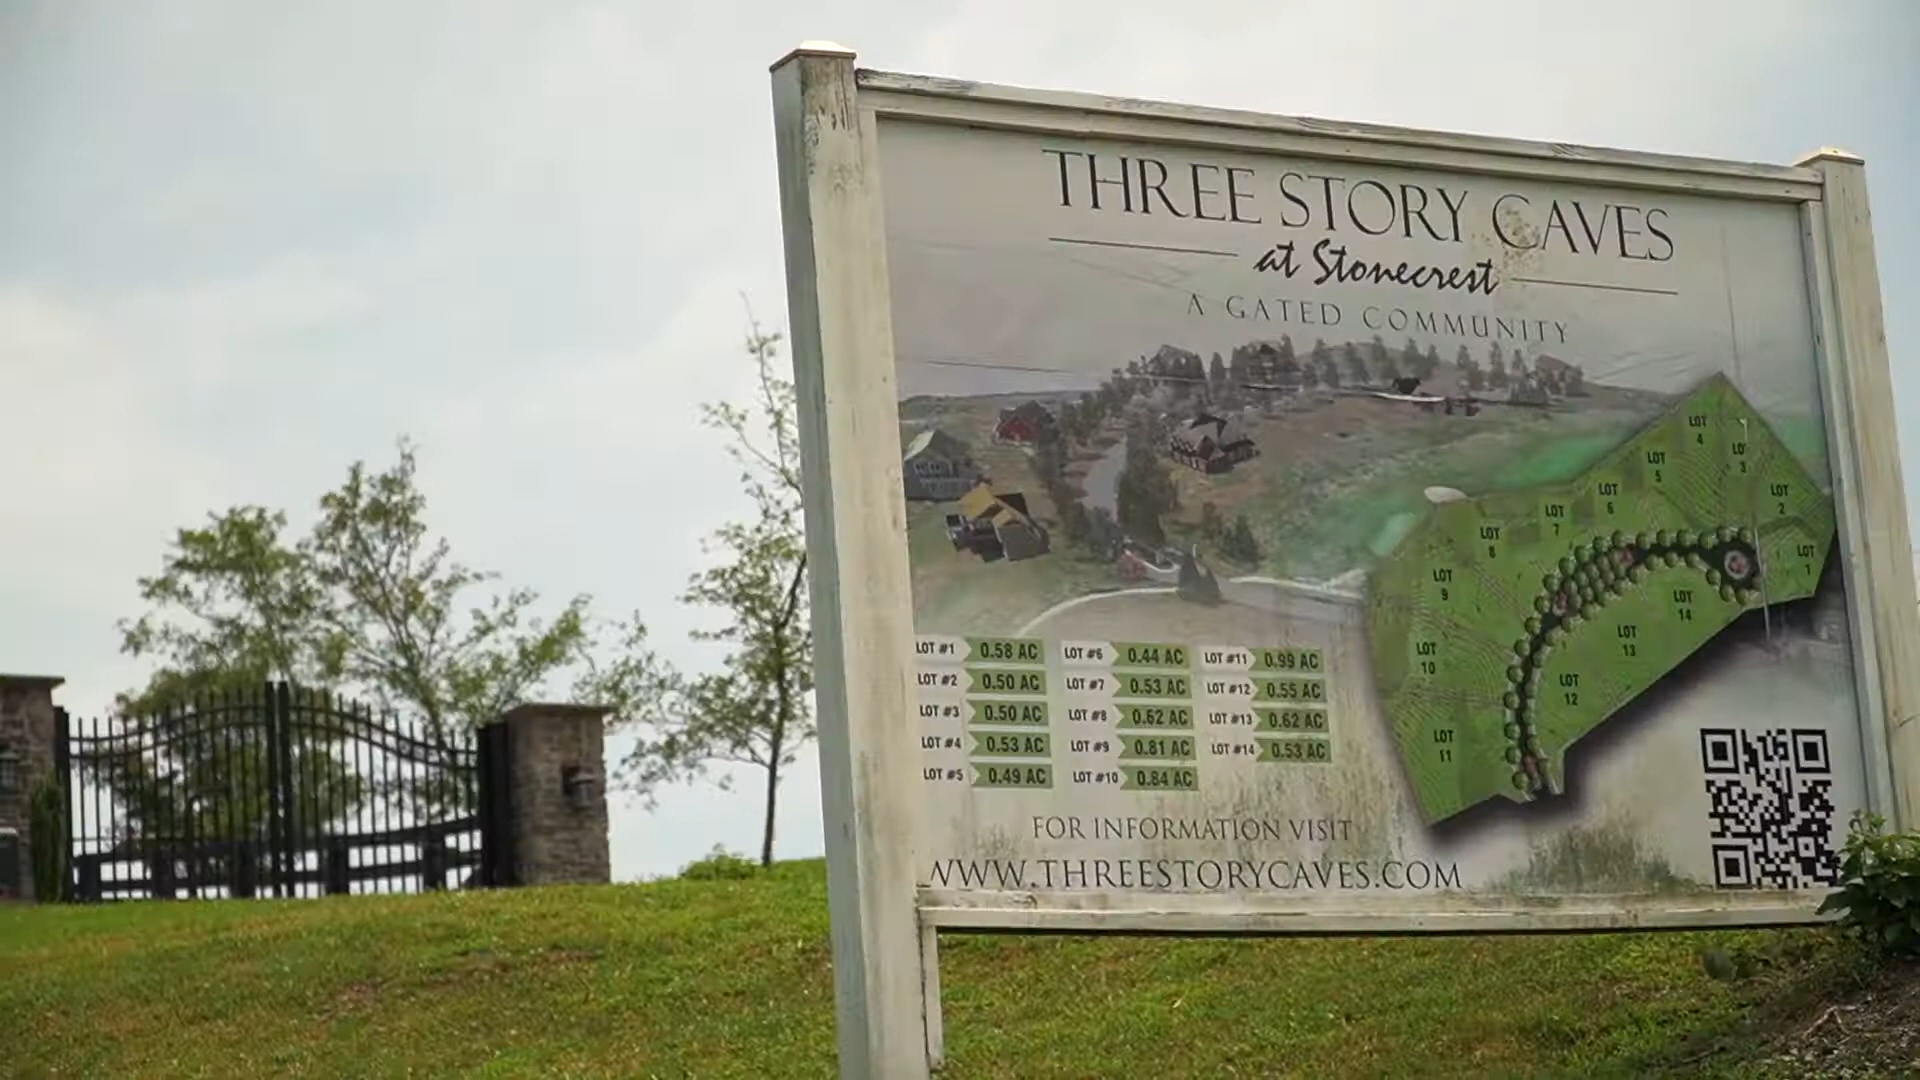 THREE STORY CAVES
at Stonecrest
A GATED COMMUNITY
LOT #1 0.58 AC
LOT #2 0.50 AC
LOT #3 0.50 AC
LOT #4 0.53 AC
LOT #5 0.49 AC
LOT #6 0.44 AC
LOT #7 0.53 AC
LOT #8 0.62 AC
LOT #9 0.81 AC
LOT #10 0.84 AC
LOT #11 0.99 AC
LOT #12 0.55 AC
LOT #13 0.62 AC
LOT #14 0.53 AC
LOT
4
LOT
3
LOT
5
LOT
2
LOT
6
LOT
7
LOT
8
LOT
1
LOT
9
LOT
14
LOT
13
LOT
10
LOT
12
LOT
11
FOR INFORMATION VISIT
WWW.THREESTORYCAVES.COM